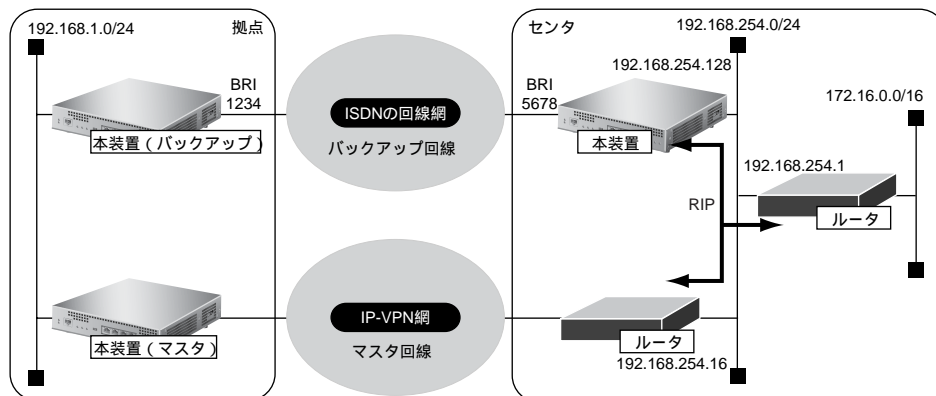 192.168.1.0/24
拠点
BRI
1234
本装置(バックアップ)
本装置(マスタ)
ISDNの回線網
バックアップ回線
IP-VPN網
マスタ回線
センタ
192.168.254.0/24
192.168.254.128
BRI
5678
本装置
172.16.0.0/16
192.168.254.1
RIP
ルータ
ルータ
192.168.254.16